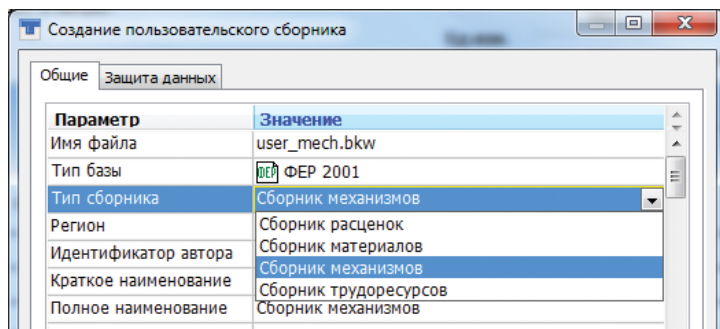 Создание пользовательского сборника
Общие Защита данных
Параметр Значение
Имя файла user_mech.bkw
Тип базы ФЕР 2001
Тип сборника Сборник механизмов
Регион Сборник расценок
Сборник материалов
Идентификатор автора
Сборник механизмов
Краткое наименование
Сборник трудоресурсов
Полное наименование Сборник механизмов